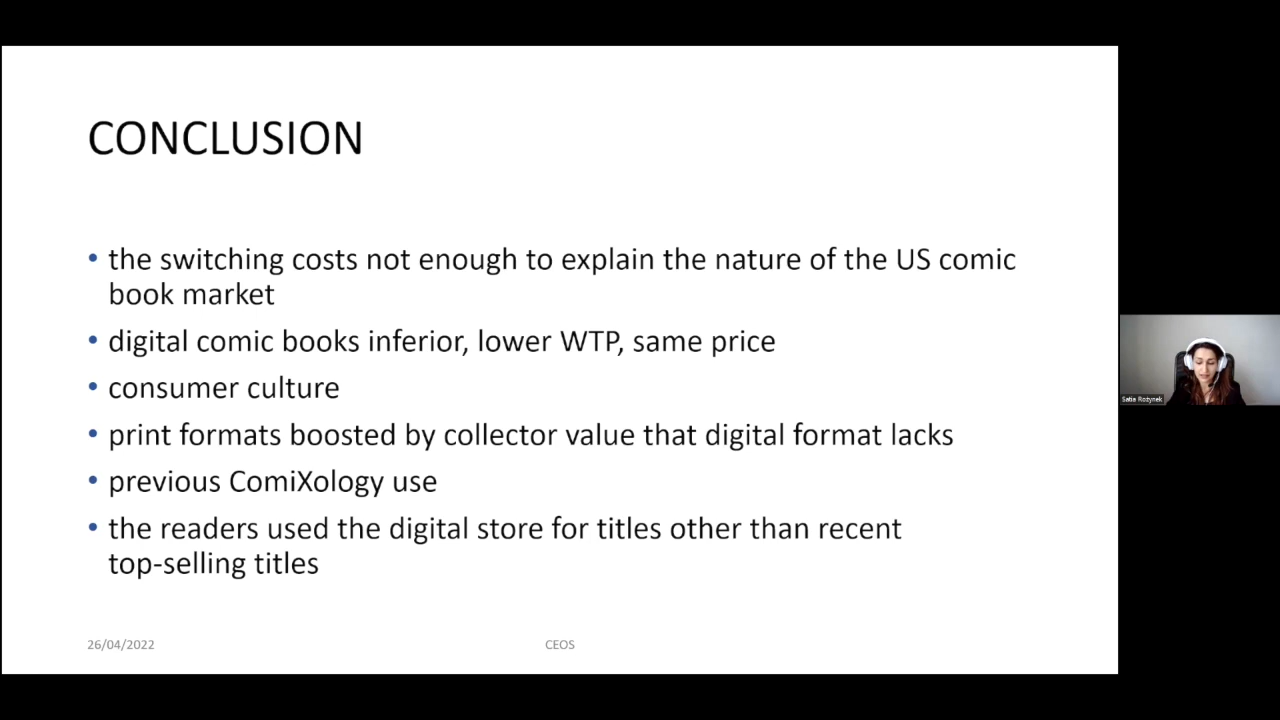 CONCLUSION
• the switching costs not enough to explain the nature of the US comic
book market
• digital comic books inferior, lower WTP, same price
• consumer culture
• print formats boosted by collector value that digital format lacks
• previous ComiXology use
• the readers used the digital store for titles other than recent
top-selling titles
26/04/2022
CEOS
Satia Rożynek